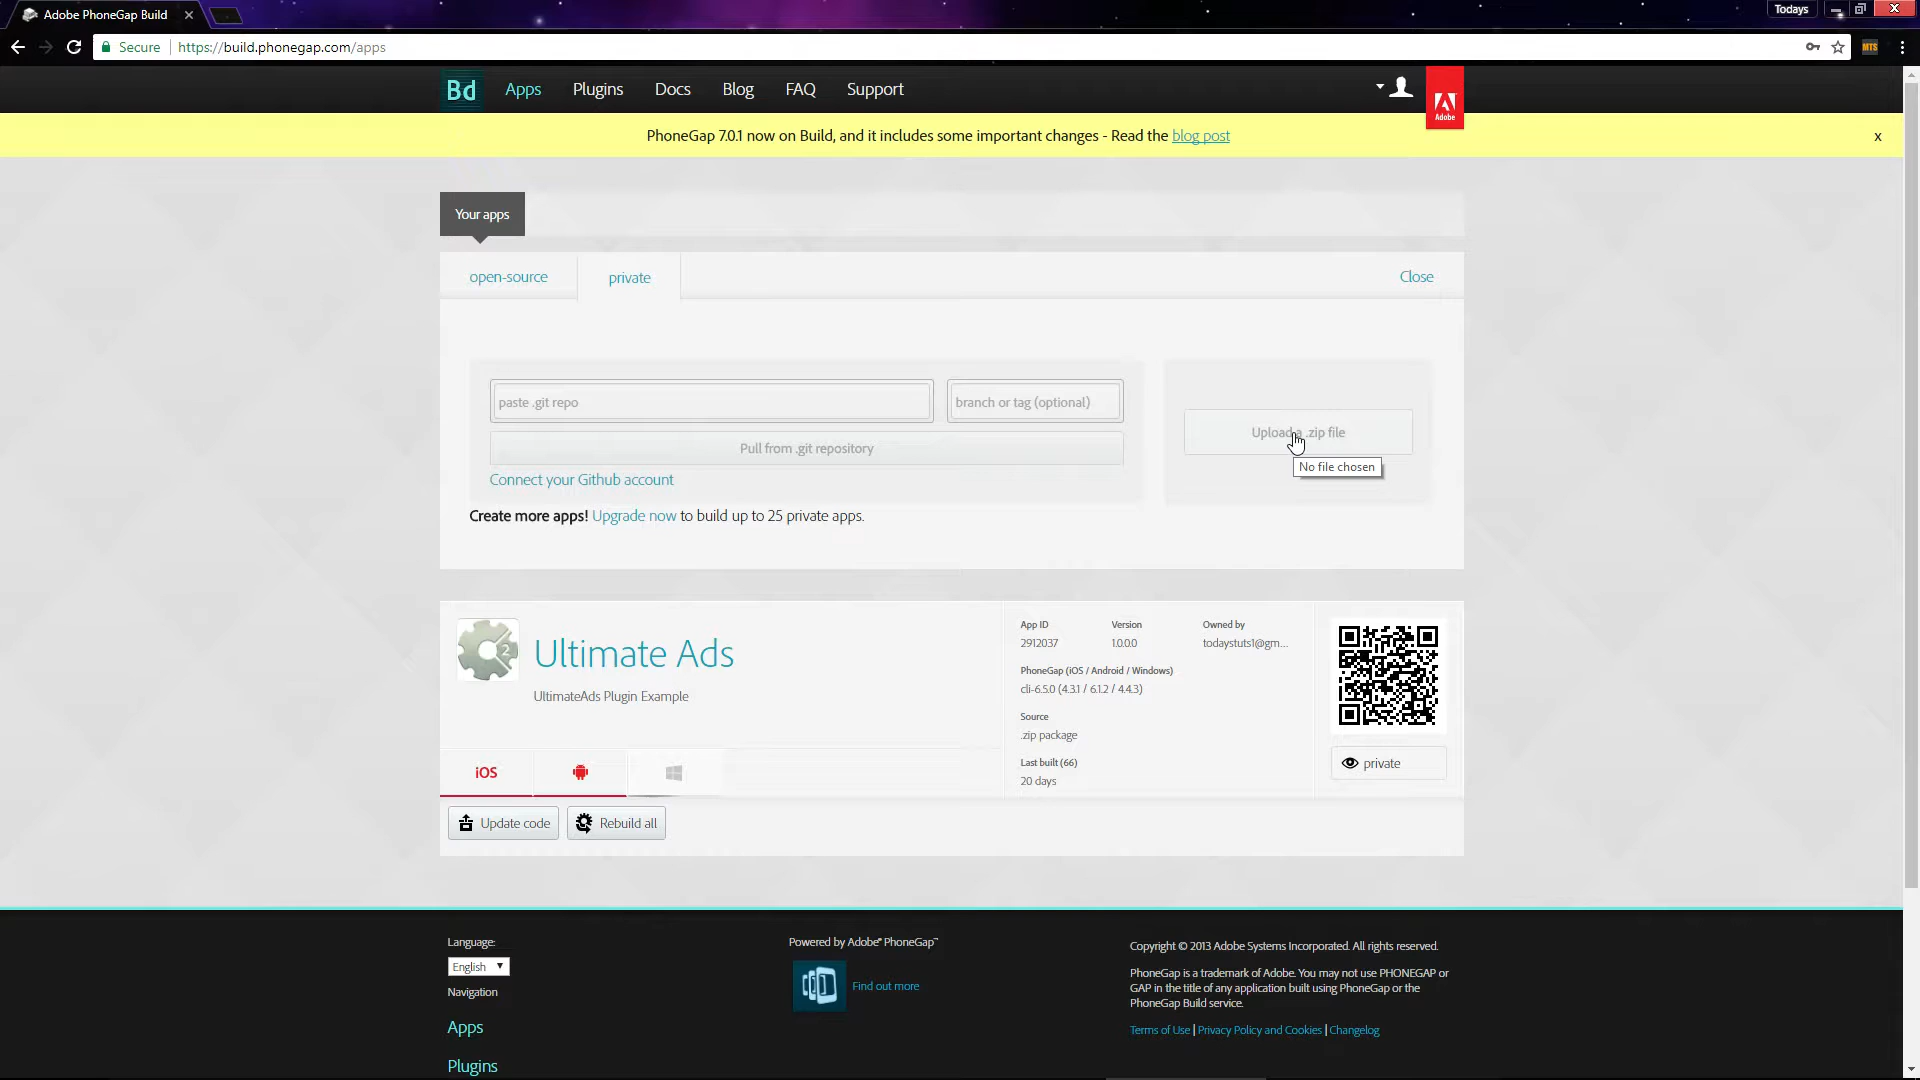 Adobe PhoneGap Build
Todays
Secure
https://build.phonegap.com/apps
MTS
Bd
Apps
Plugins
Docs
Blog
FAQ
Support
Adobe
PhoneGap 7.0.1 now on Build, and it includes some important changes - Read the blog post
x
Your apps
open-source
private
Close
paste .git repo
branch or tag (optional)
Pull from .git repository
Connect your Github account
Upload a .zip file
No file chosen
Create more apps! Upgrade now to build up to 25 private apps.
2
Ultimate Ads
UltimateAds Plugin Example
App ID
2912037
Version
1.0.0.0
Owned by
todaystuts1@gm...
PhoneGap (iOS / Android / Windows)
cli-6.5.0 (4.3.1 / 6.1.2 / 4.4.3)
Source
.zip package
Last built (66)
20 days
private
iOS
Update code
Rebuild all
Language:
English
Navigation
Apps
Plugins
Powered by Adobe® PhoneGap™
Find out more
Copyright © 2013 Adobe Systems Incorporated. All rights reserved.
PhoneGap is a trademark of Adobe. You may not use PHONEGAP or
GAP in the title of any application built using PhoneGap or the
PhoneGap Build service.
Terms of Use | Privacy Policy and Cookies | Changelog